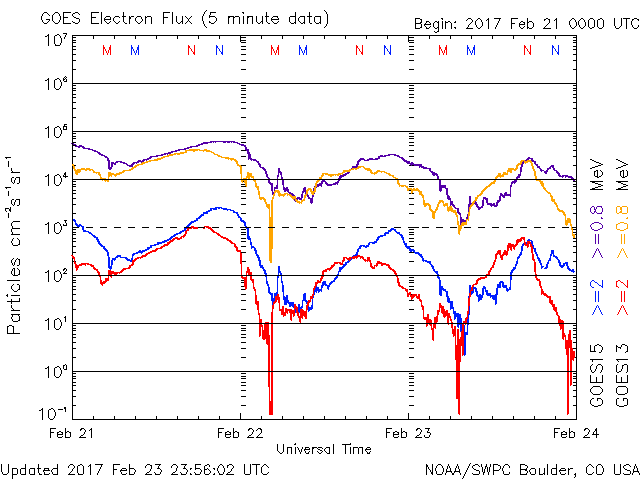 GOES Electron Flux (5 minute data)
Begin: 2017 Feb 21 0000 UTC
M M N N M M N N M M N N
10⁷
10⁶
10⁵
10⁴
10³
10²
10¹
10⁰
10⁻¹
Particles cm⁻²s⁻¹sr⁻¹
GOES15 >=2 >=0.8 MeV
GOES13 >=2 >=0.8 MeV
Feb 21 Feb 22 Feb 23 Feb 24
Universal Time
Updated 2017 Feb 23 23:56:02 UTC
NOAA/SWPC Boulder, CO USA